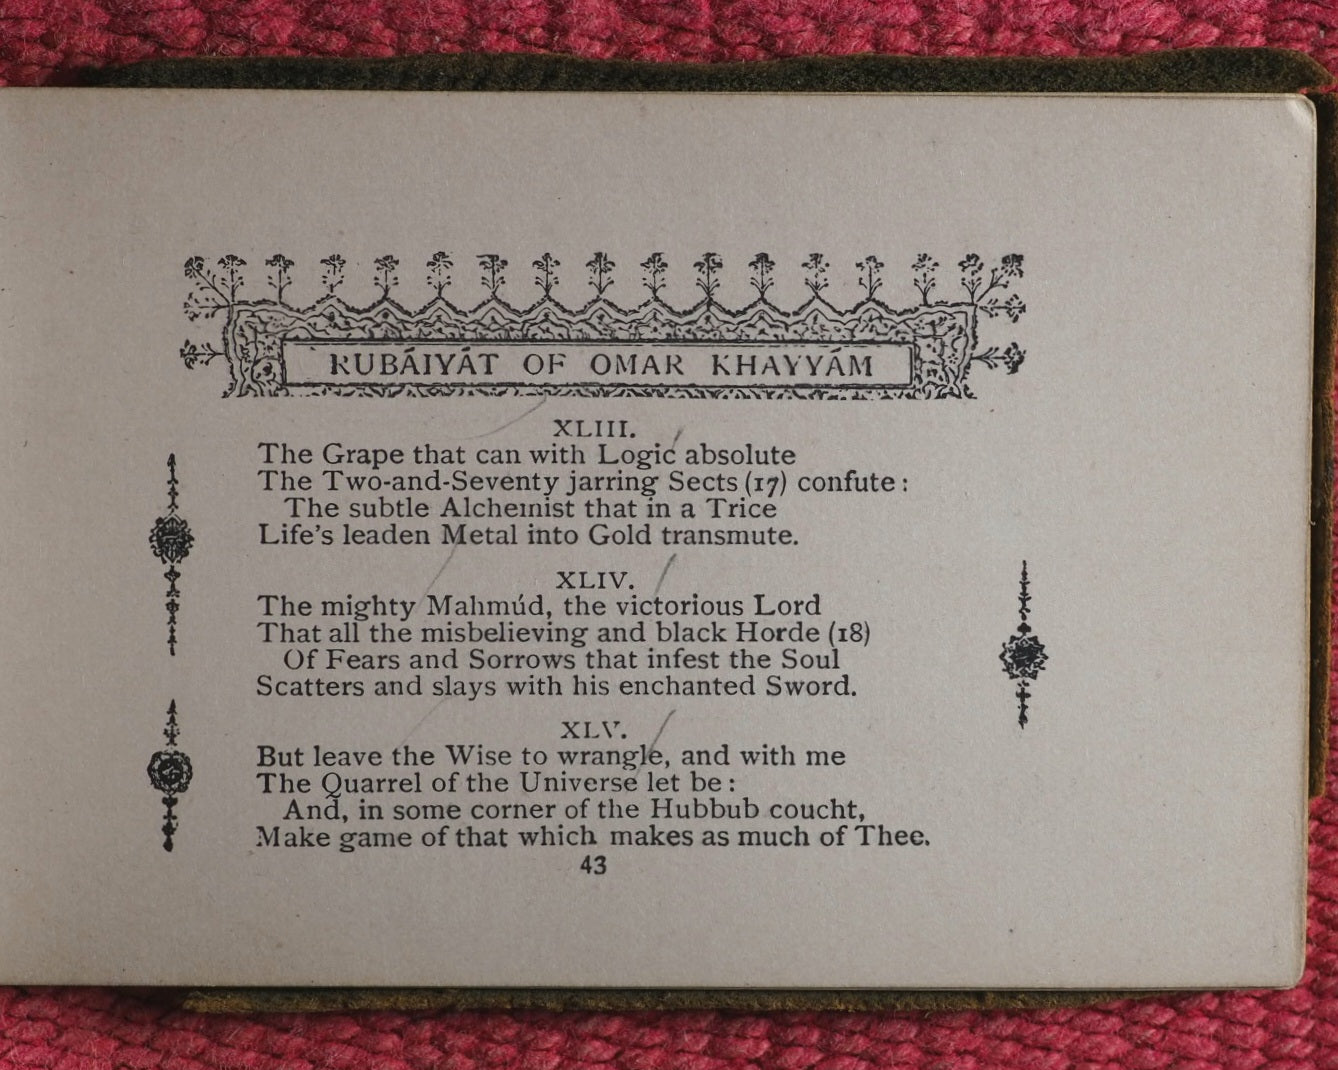 RUBÁIYÁT OF OMAR KHAYYÁM
XLIII.
The Grape that can with Logic absolute
The Two-and-Seventy jarring Sects (17) confute:
The subtle Alchemist that in a Trice
Life's leaden Metal into Gold transmute.
XLIV.
The mighty Mahmúd, the victorious Lord
That all the misbelieving and black Horde (18)
Of Fears and Sorrows that infest the Soul
Scatters and slays with his enchanted Sword.
XLV.
But leave the Wise to wrangle, and with me
The Quarrel of the Universe let be:
And, in some corner of the Hubbub coucht,
Make game of that which makes as much of Thee.
43